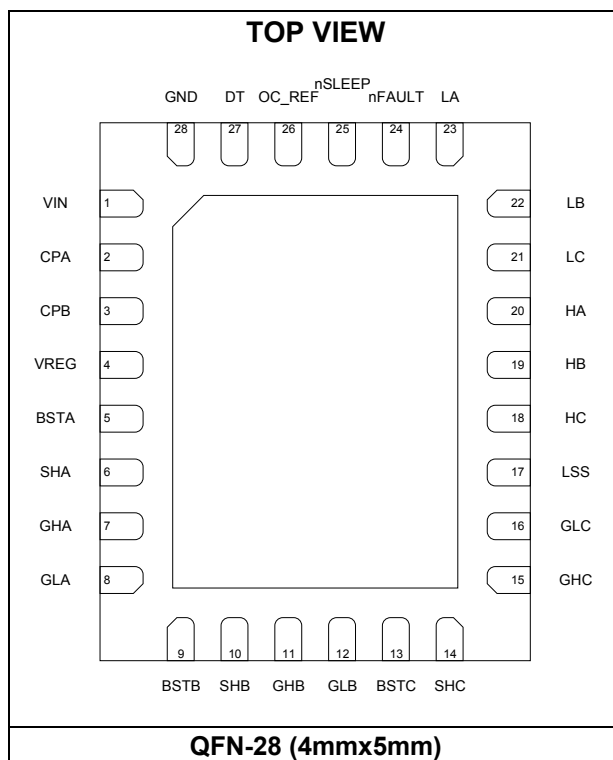 TOP VIEW
nSLEEP
GND DT OC_REF nFAULT LA
28 27 26 25 24 23
VIN 1 22 LB
CPA 2 21 LC
CPB 3 20 HA
VREG 4 19 HB
BSTA 5 18 HC
SHA 6 17 LSS
GHA 7 16 GLC
GLA 8 15 GHC
9 10 11 12 13 14
BSTB SHB GHB GLB BSTC SHC
QFN-28 (4mmx5mm)